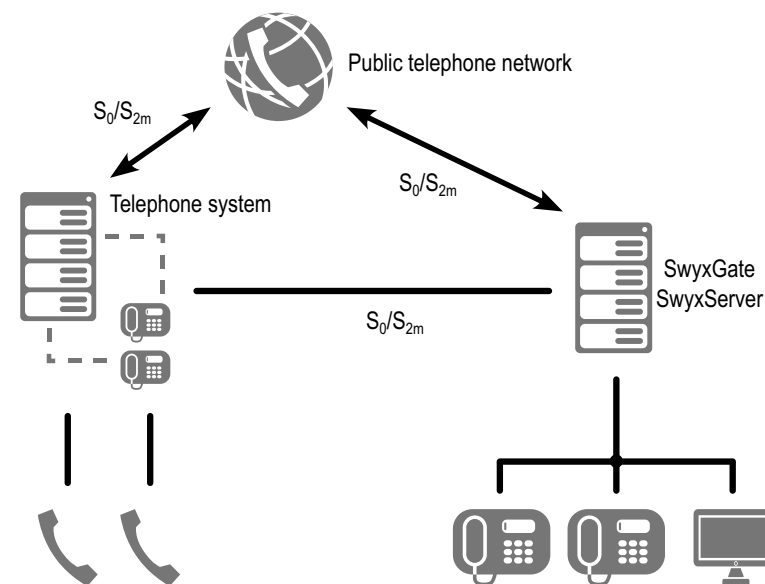 Public telephone network
S₀/S₂ₘ
S₀/S₂ₘ
Telephone system
SwyxGate
SwyxServer
S₀/S₂ₘ